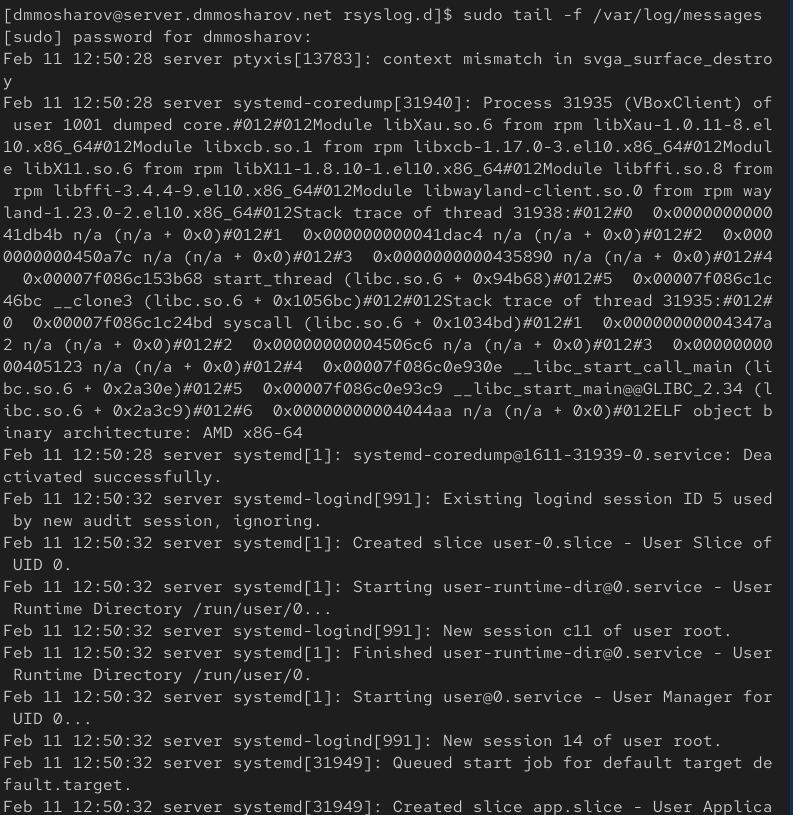 [dmmosharov@server.dmmosharov.net rsyslog.d]$ sudo tail -f /var/log/messages
[sudo] password for dmmosharov:
Feb 11 12:50:28 server ptyxis[13783]: context mismatch in svga_surface_destro
y
Feb 11 12:50:28 server systemd-coredump[31940]: Process 31935 (VBoxClient) of
 user 1001 dumped core.#012#012Module libXau.so.6 from rpm libXau-1.0.11-8.el
10.x86_64#012Module libxcb.so.1 from rpm libxcb-1.17.0-3.el10.x86_64#012Modul
e libX11.so.6 from rpm libX11-1.8.10-1.el10.x86_64#012Module libffi.so.8 from
 rpm libffi-3.4.4-9.el10.x86_64#012Module libwayland-client.so.0 from rpm way
land-1.23.0-2.el10.x86_64#012Stack trace of thread 31938:#012#0  0x0000000000
41db4b n/a (n/a + 0x0)#012#1  0x000000000041dac4 n/a (n/a + 0x0)#012#2  0x000
0000000450a7c n/a (n/a + 0x0)#012#3  0x0000000000435890 n/a (n/a + 0x0)#012#4
  0x00007f086c153b68 start_thread (libc.so.6 + 0x94b68)#012#5  0x00007f086c1c
46bc __clone3 (libc.so.6 + 0x1056bc)#012#012Stack trace of thread 31935:#012#
0  0x00007f086c1c24bd syscall (libc.so.6 + 0x1034bd)#012#1  0x00000000004347a
2 n/a (n/a + 0x0)#012#2  0x00000000004506c6 n/a (n/a + 0x0)#012#3  0x00000000
00405123 n/a (n/a + 0x0)#012#4  0x00007f086c0e930e __libc_start_call_main (li
bc.so.6 + 0x2a30e)#012#5  0x00007f086c0e93c9 __libc_start_main@@GLIBC_2.34 (l
ibc.so.6 + 0x2a3c9)#012#6  0x00000000004044aa n/a (n/a + 0x0)#012ELF object b
inary architecture: AMD x86-64
Feb 11 12:50:28 server systemd[1]: systemd-coredump@1611-31939-0.service: Dea
ctivated successfully.
Feb 11 12:50:32 server systemd-logind[991]: Existing logind session ID 5 used
 by new audit session, ignoring.
Feb 11 12:50:32 server systemd[1]: Created slice user-0.slice - User Slice of
 UID 0.
Feb 11 12:50:32 server systemd[1]: Starting user-runtime-dir@0.service - User
 Runtime Directory /run/user/0...
Feb 11 12:50:32 server systemd-logind[991]: New session c11 of user root.
Feb 11 12:50:32 server systemd[1]: Finished user-runtime-dir@0.service - User
 Runtime Directory /run/user/0.
Feb 11 12:50:32 server systemd[1]: Starting user@0.service - User Manager for
 UID 0...
Feb 11 12:50:32 server systemd-logind[991]: New session 14 of user root.
Feb 11 12:50:32 server systemd[31949]: Queued start job for default target de
fault.target.
Feb 11 12:50:32 server systemd[31949]: Created slice app.slice - User Applica